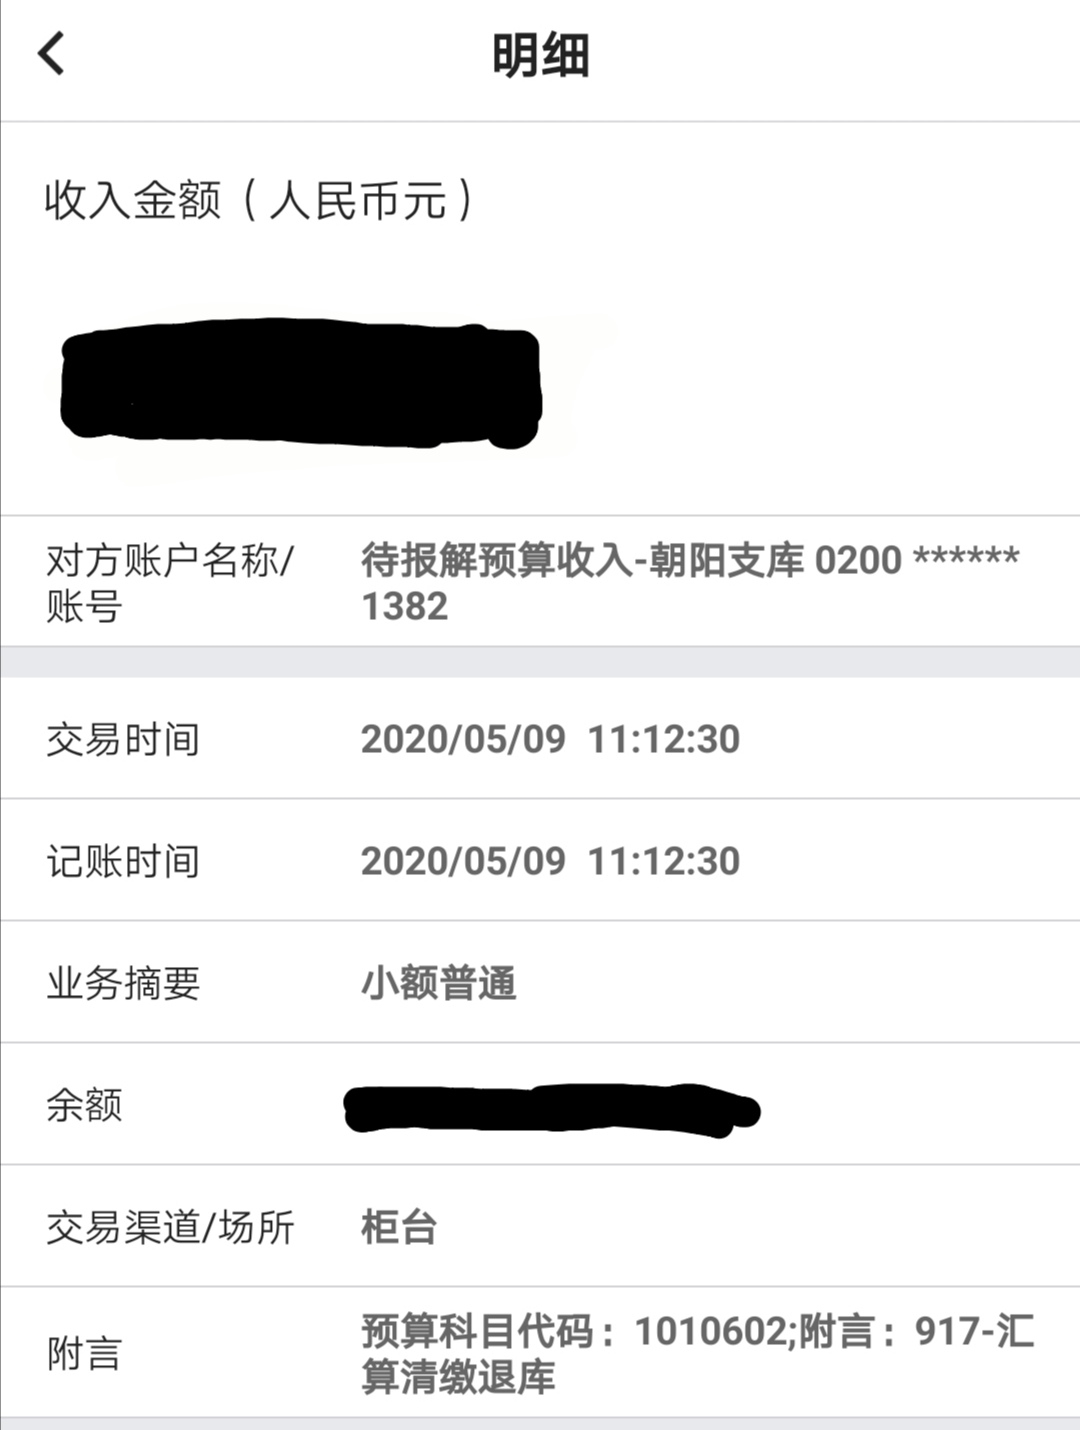 明细
收入金额（人民币元）
对方账户名称/
账号
待报解预算收入-朝阳支库 0200 ******
1382
交易时间
2020/05/09 11:12:30
记账时间
2020/05/09 11:12:30
业务摘要
小额普通
余额
交易渠道/场所
柜台
附言
预算科目代码：1010602;附言：917-汇
算清缴退库